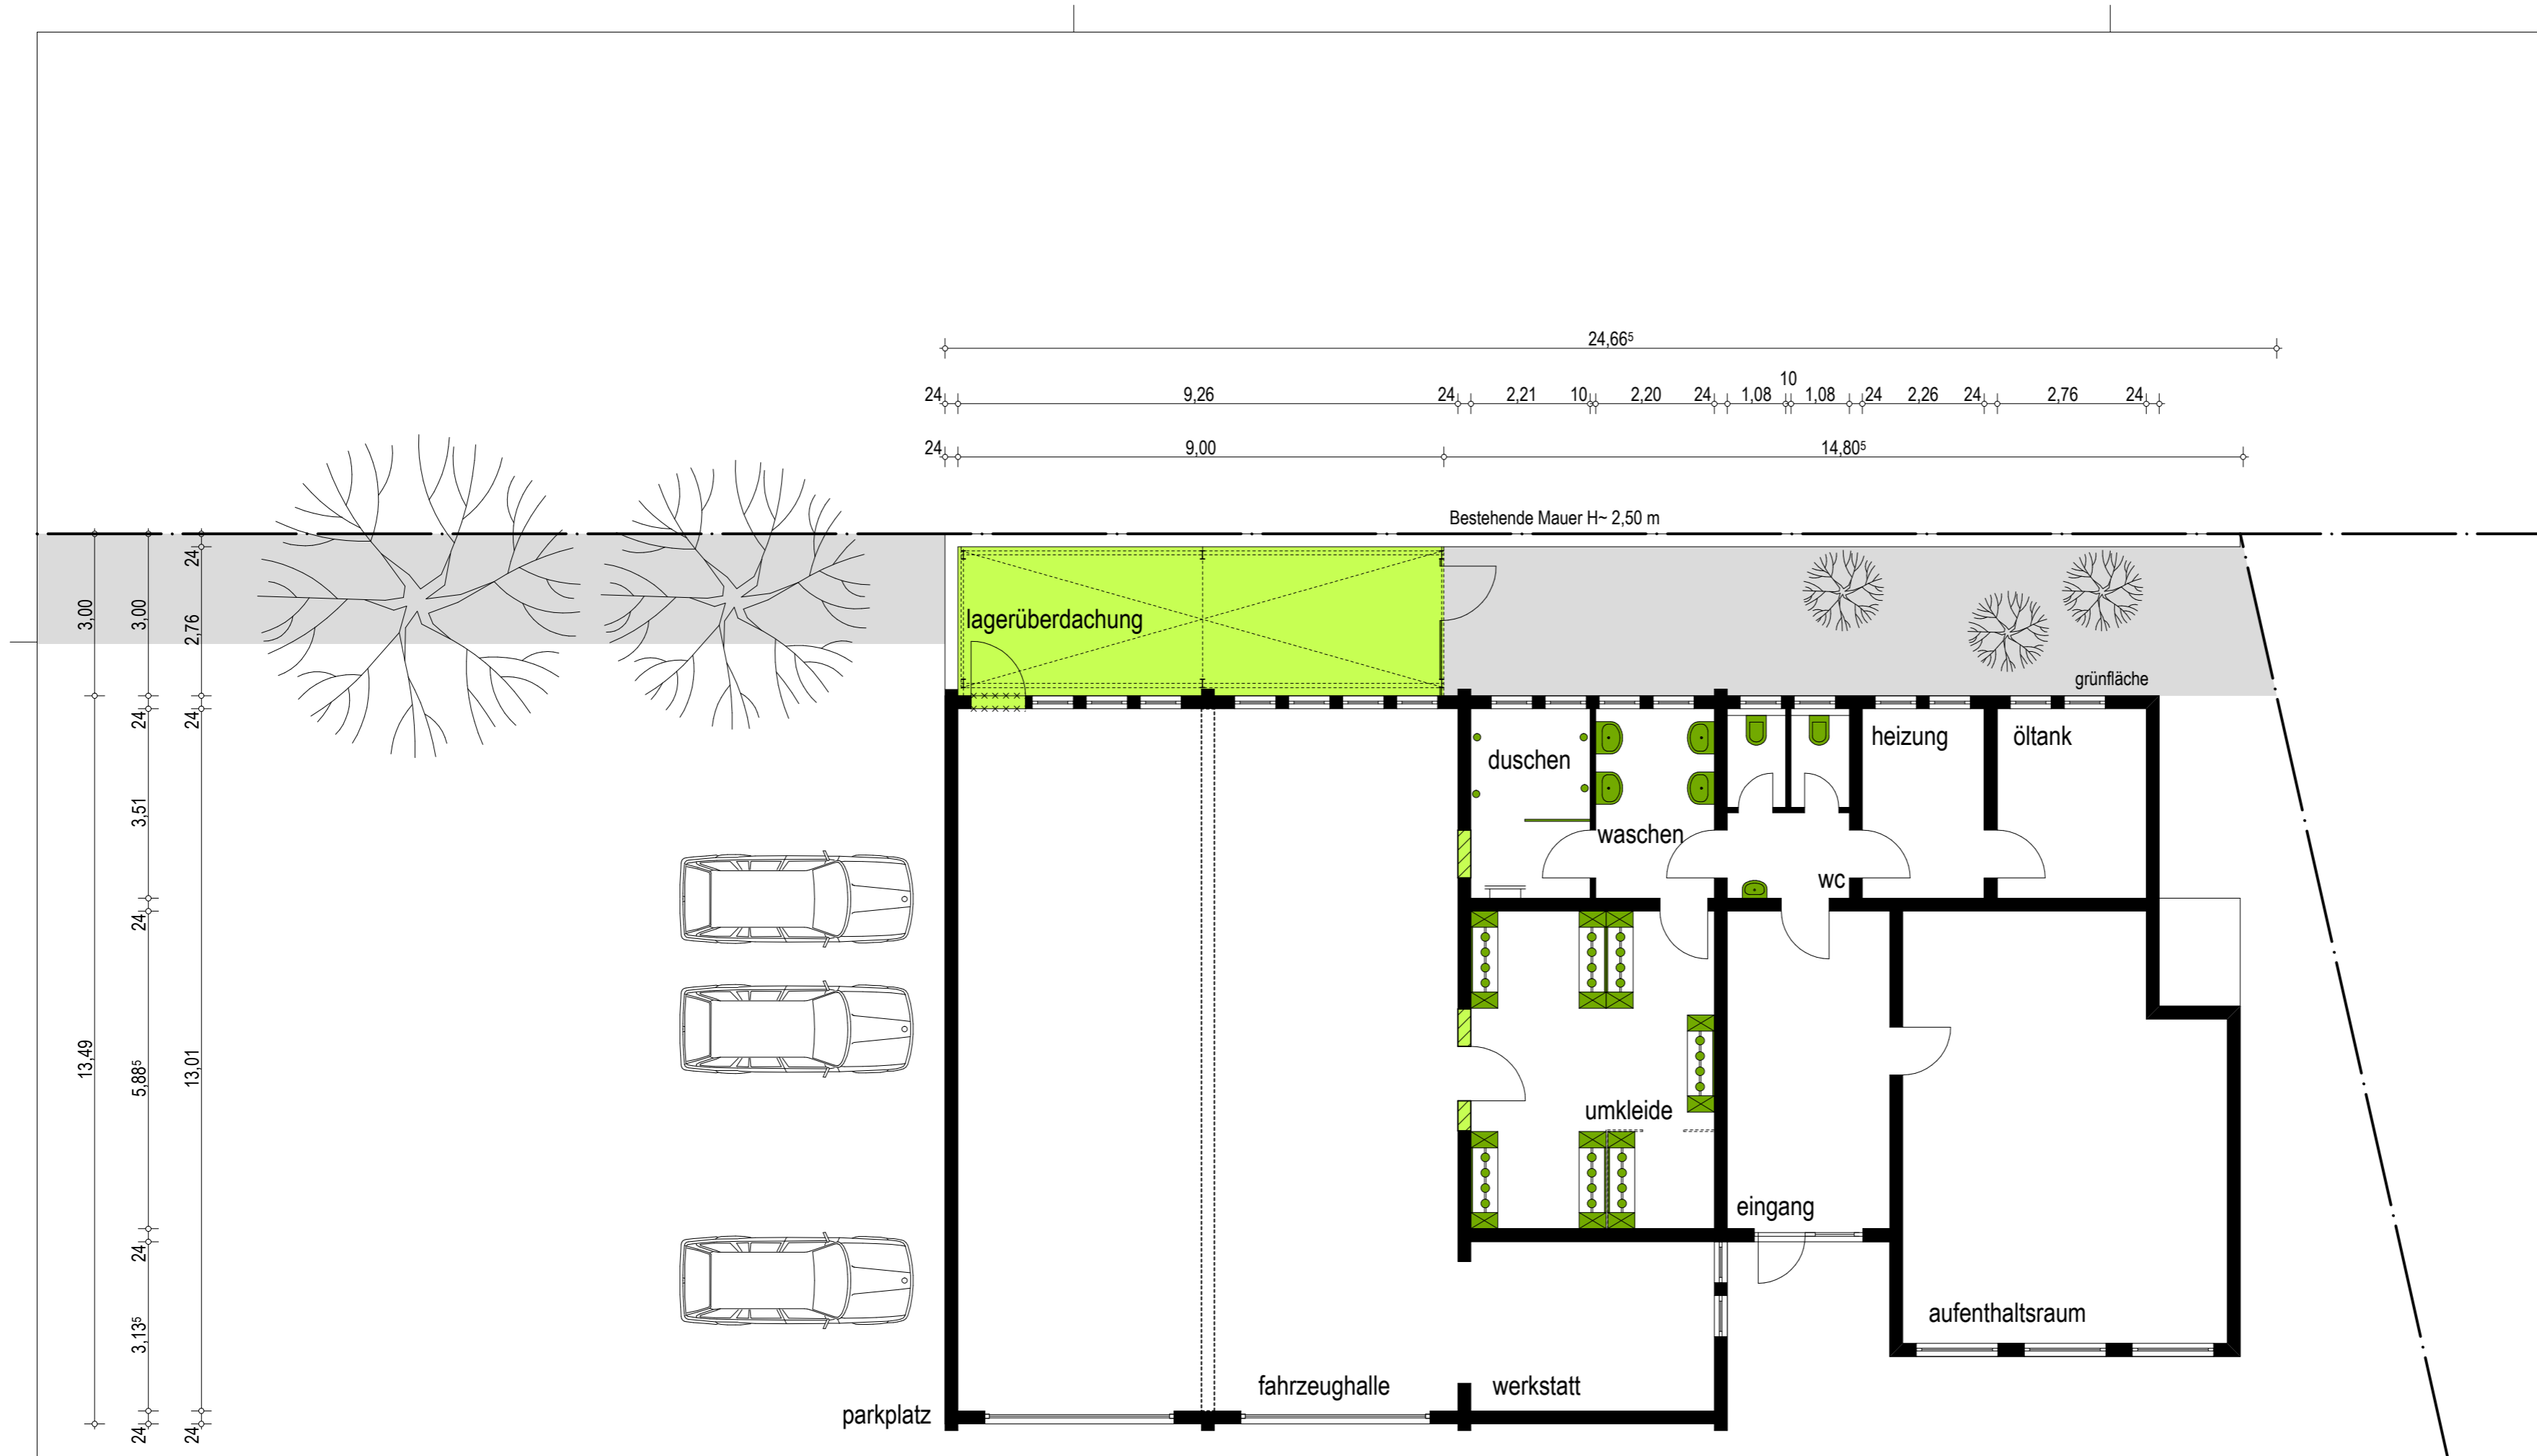 24,66⁵
24 9,26 24 2,21 10 2,20 24 1,08 10 1,08 24 2,26 24 2,76 24
24 9,00 14,80⁵
Bestehende Mauer H~ 2,50 m
3,00 13,49
3,00 24 3,51 24 5,88⁵ 24 3,13⁵ 24
24 2,76 24 13,01 24
lagerüberdachung
grünfläche
duschen
waschen
wc
heizung
öltank
umkleide
eingang
aufenthaltsraum
fahrzeughalle
werkstatt
parkplatz